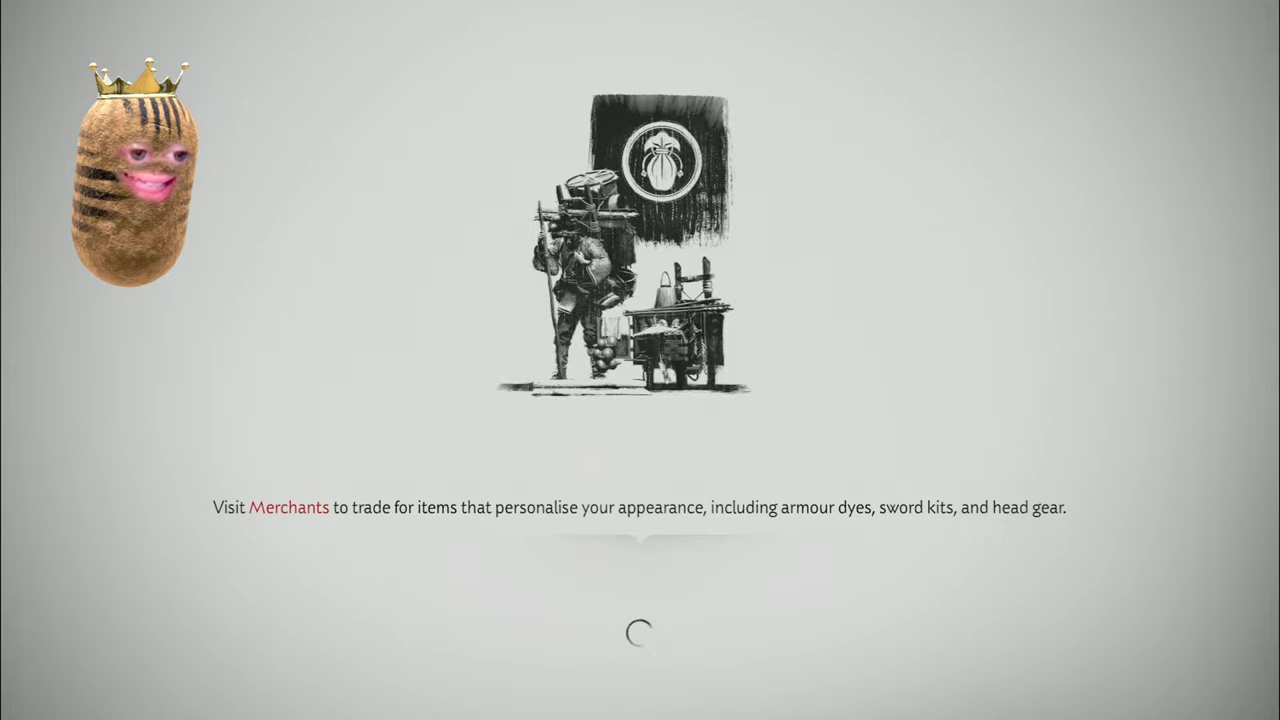 Visit Merchants to trade for items that personalise your appearance, including armour dyes, sword kits, and head gear.